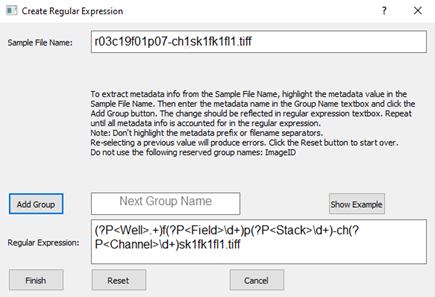 Create Regular Expression
?
Sample File Name:
r03c19f01p07-ch1sk1fk1fl1.tiff
To extract metadata info from the Sample File Name, highlight the metadata value in the
Sample File Name. Then enter the metadata name in the Group Name textbox and click the
Add Group button. The change should be reflected in regular expression textbox. Repeat
until all metadata info is accounted for in the regular expression.
Note: Don't highlight the metadata prefix or filename separators.
Re-selecting a previous value will produce errors. Click the Reset button to start over.
Do not use the following reserved group names: ImageID
Add Group
Next Group Name
Show Example
Regular Expression:
(?P<Well>.+)f(?P<Field>\d+)p(?P<Stack>\d+)-ch(?
P<Channel>\d+)sk1fk1fl1.tiff
Finish
Reset
Cancel